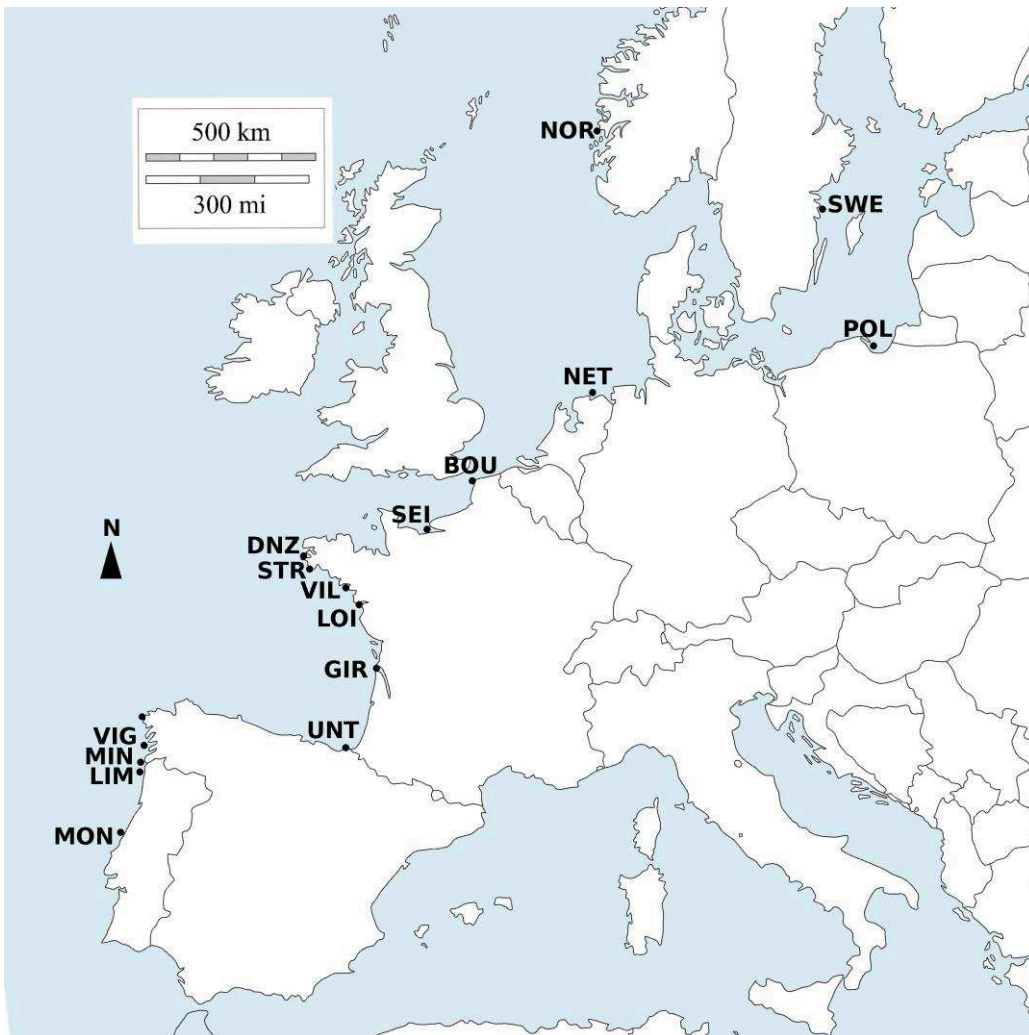 500 km
300 mi
NOR
SWE
POL
NET
BOU
SEI
N
DNZ
STR
VIL
LOI
GIR
UNT
VIG
MIN
LIM
MON